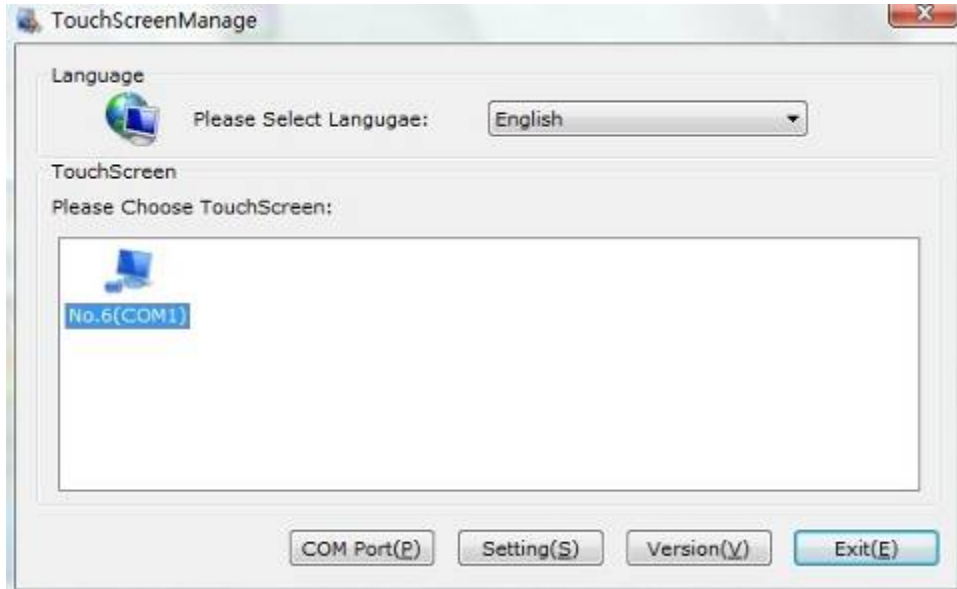 TouchScreenManage
Language
Please Select Langugae:
English
TouchScreen
Please Choose TouchScreen:
No.6(COM1)
COM Port(P)
Setting(S)
Version(V)
Exit(E)